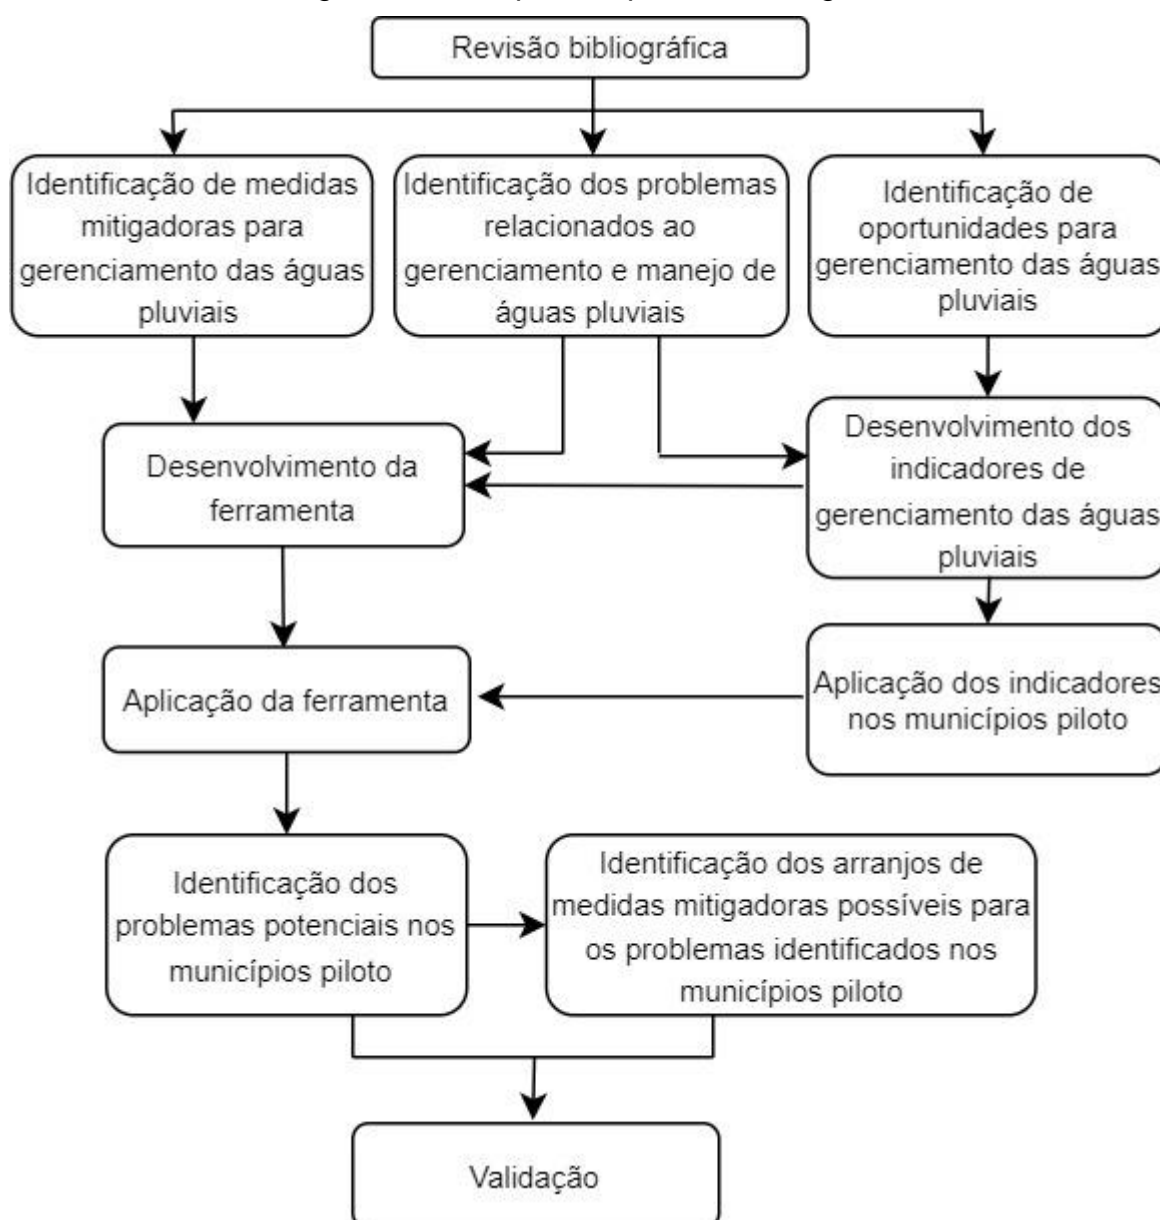 Revisão bibliográfica
Identificação de medidas
mitigadoras para
gerenciamento das águas
pluviais
Identificação dos problemas
relacionados ao
gerenciamento e manejo de
águas pluviais
Identificação de
oportunidades para
gerenciamento das águas
pluviais
Desenvolvimento da
ferramenta
Desenvolvimento dos
indicadores de
gerenciamento das águas
pluviais
Aplicação da ferramenta
Aplicação dos indicadores
nos municípios piloto
Identificação dos
problemas potenciais nos
municípios piloto
Identificação dos arranjos de
medidas mitigadoras possíveis para
os problemas identificados nos
municípios piloto
Validação